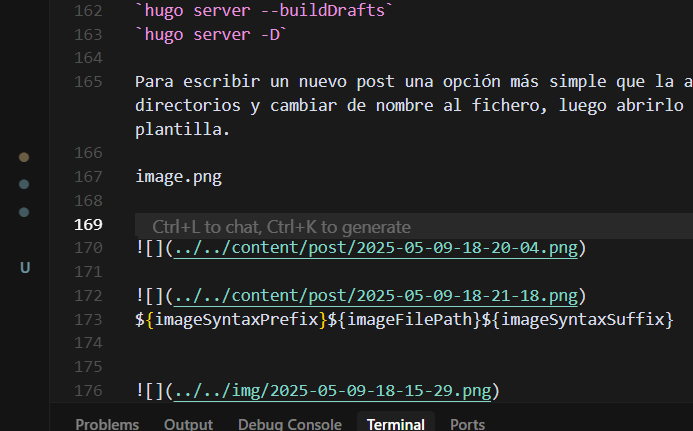 162 `hugo server --buildDrafts`
163 `hugo server -D`
164
165 Para escribir un nuevo post una opción más simple que la a
directorios y cambiar de nombre al fichero, luego abrirlo
plantilla.
166
167 image.png
168
169 Ctrl+L to chat, Ctrl+K to generate
170 ![](../../content/post/2025-05-09-18-20-04.png)
171
U
172 ![](../../content/post/2025-05-09-18-21-18.png)
173 ${imageSyntaxPrefix}${imageFilePath}${imageSyntaxSuffix}
174
175
176 ![](../../img/2025-05-09-18-15-29.png)
Problems Output Debug Console Terminal Ports